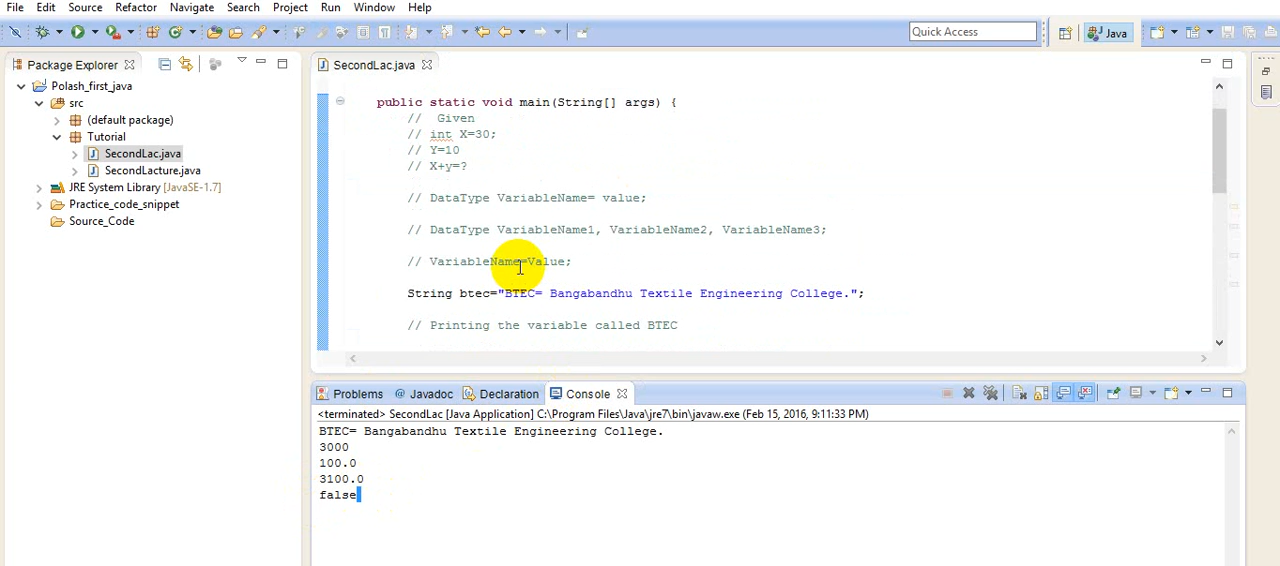 File Edit Source Refactor Navigate Search Project Run Window Help
Quick Access
Java
Package Explorer
SecondLac.java
Polash_first_java
src
(default package)
Tutorial
SecondLac.java
SecondLacture.java
JRE System Library [JavaSE-1.7]
Practice_code_snippet
Source_Code
public static void main(String[] args) {
// Given
// int X=30;
// Y=10
// X+y=?
// DataType VariableName= value;
// DataType VariableName1, VariableName2, VariableName3;
// VariableName=Value;
String btec="BTEC= Bangabandhu Textile Engineering College.";
// Printing the variable called BTEC
Problems @ Javadoc Declaration Console
<terminated> SecondLac [Java Application] C:\Program Files\Java\jre7\bin\javaw.exe (Feb 15, 2016, 9:11:33 PM)
BTEC= Bangabandhu Textile Engineering College.
3000
100.0
3100.0
false